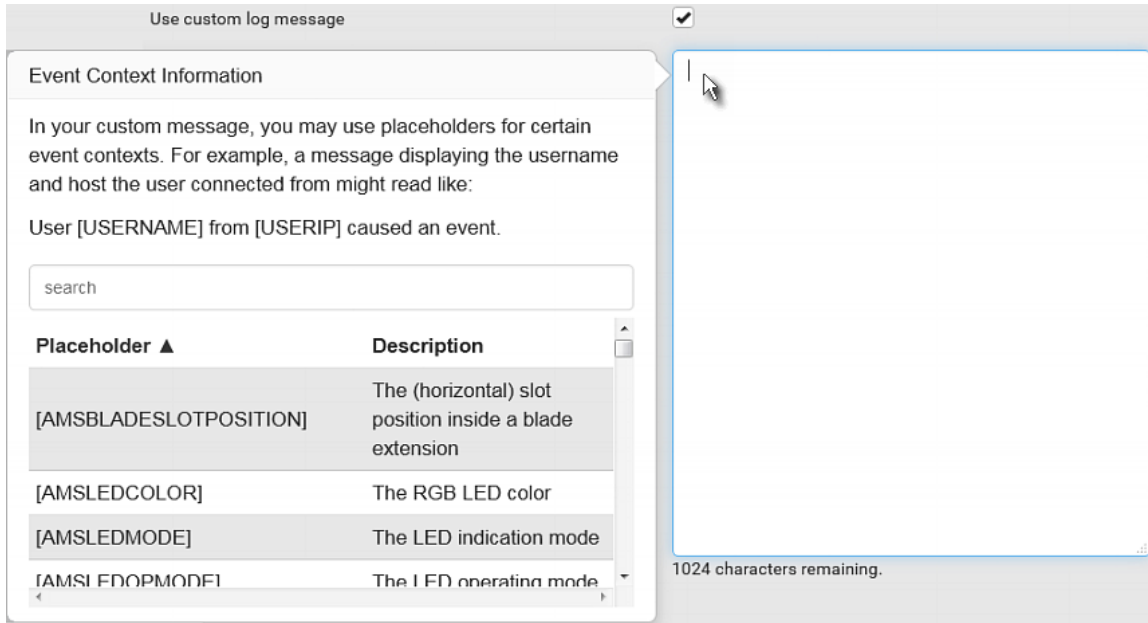 Use custom log message
Event Context Information
In your custom message, you may use placeholders for certain
event contexts. For example, a message displaying the username
and host the user connected from might read like:
User [USERNAME] from [USERIP] caused an event.
search
Placeholder ▲ Description
[AMSBLADESLOTPOSITION] The (horizontal) slot
position inside a blade
extension
[AMSLEDCOLOR] The RGB LED color
[AMSLEDMODE] The LED indication mode
[AMSLEDOPMODE] The LED operating mode
1024 characters remaining.